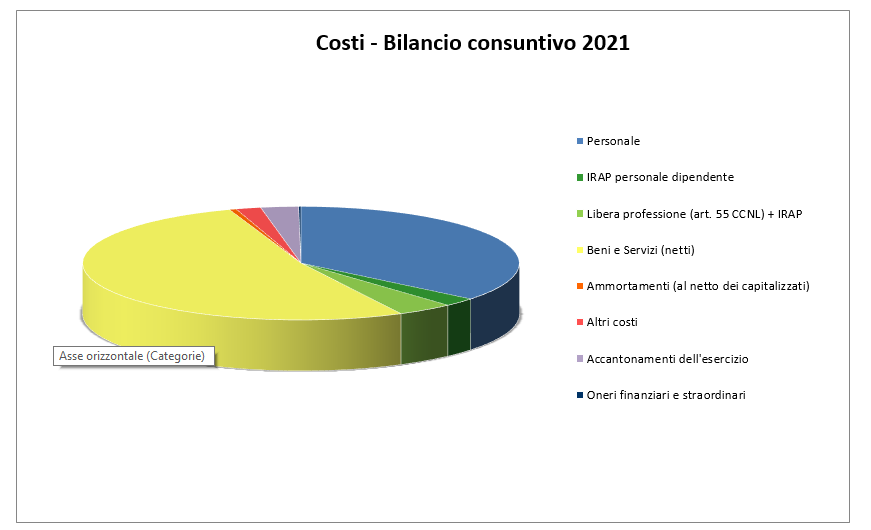 Costi - Bilancio consuntivo 2021
Personale
IRAP personale dipendente
Libera professione (art. 55 CCNL) + IRAP
Beni e Servizi (netti)
Ammortamenti (al netto dei capitalizzati)
Altri costi
Accantonamenti dell'esercizio
Oneri finanziari e straordinari
Asse orizzontale (Categorie)